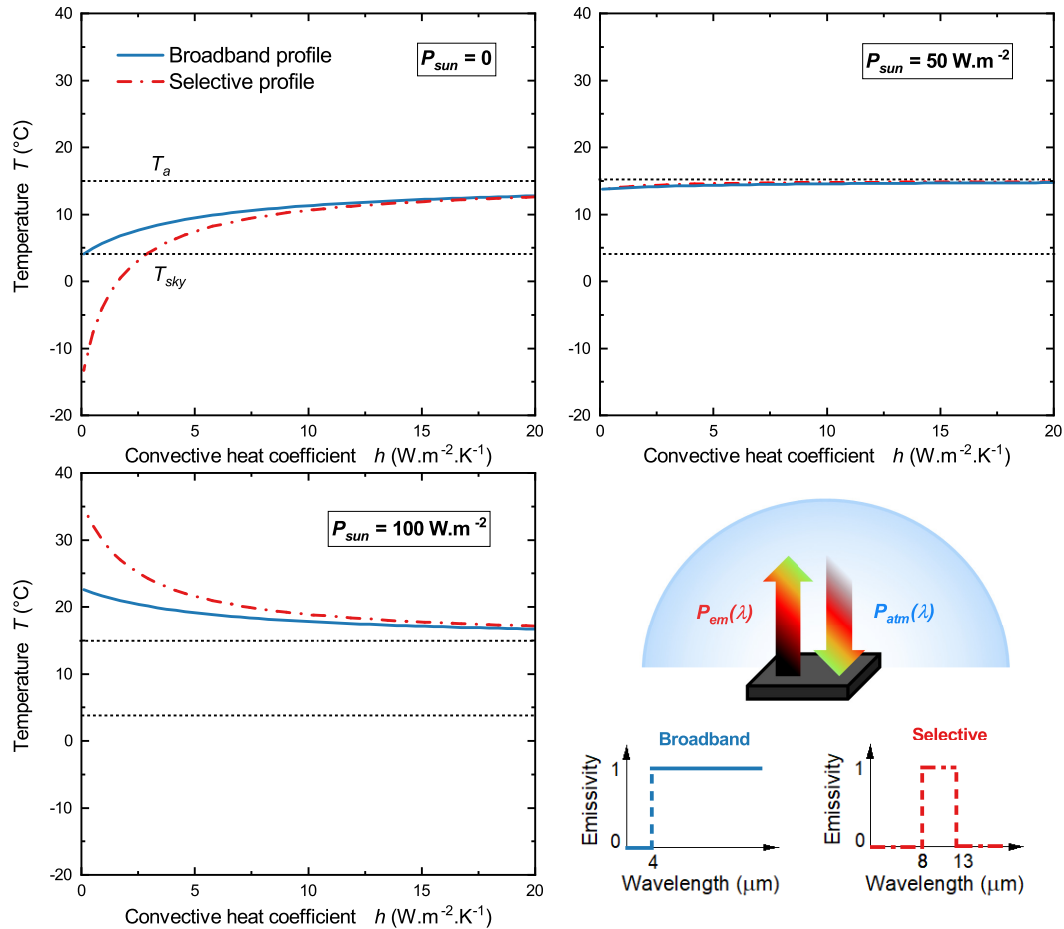 40
30
20
10
0
-10
-20
Temperature T (°C)
Broadband profile
Selective profile
P_sun = 0
T_a
T_sky
0 5 10 15 20
Convective heat coefficient h (W.m⁻².K⁻¹)
40
30
20
10
0
-10
-20
P_sun = 50 W.m⁻²
0 5 10 15 20
Convective heat coefficient h (W.m⁻².K⁻¹)
40
30
20
10
0
-10
-20
Temperature T (°C)
P_sun = 100 W.m⁻²
0 5 10 15 20
Convective heat coefficient h (W.m⁻².K⁻¹)
P_em(λ)
P_atm(λ)
Broadband
Emissivity
1
0
4
Wavelength (μm)
Selective
Emissivity
1
0
8 13
Wavelength (μm)